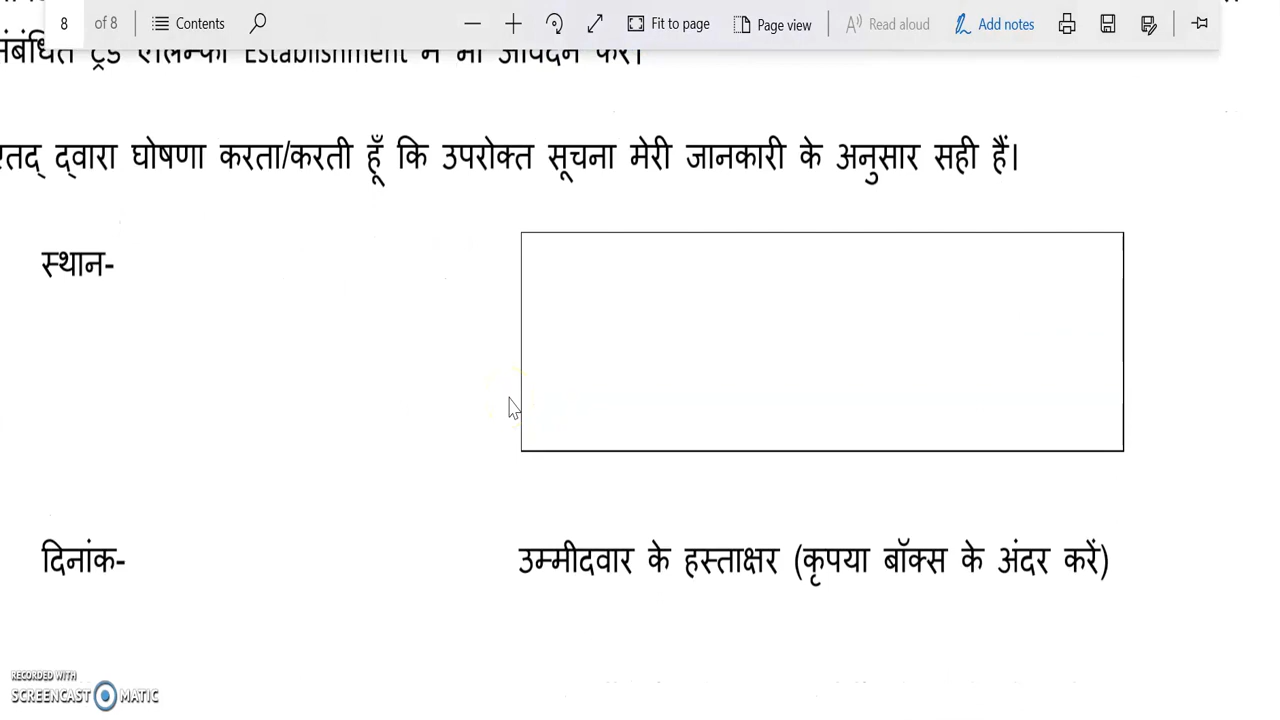 8 of 8 Contents Fit to page Page view Read aloud Add notes
Establishment
द्वारा घोषणा करता/करती हूँ कि उपरोक्त सूचना मेरी जानकारी के अनुसार सही हैं।
स्थान-
दिनांक-
उम्मीदवार के हस्ताक्षर (कृपया बॉक्स के अंदर करें)
RECORDED WITH
SCREENCAST MATIC